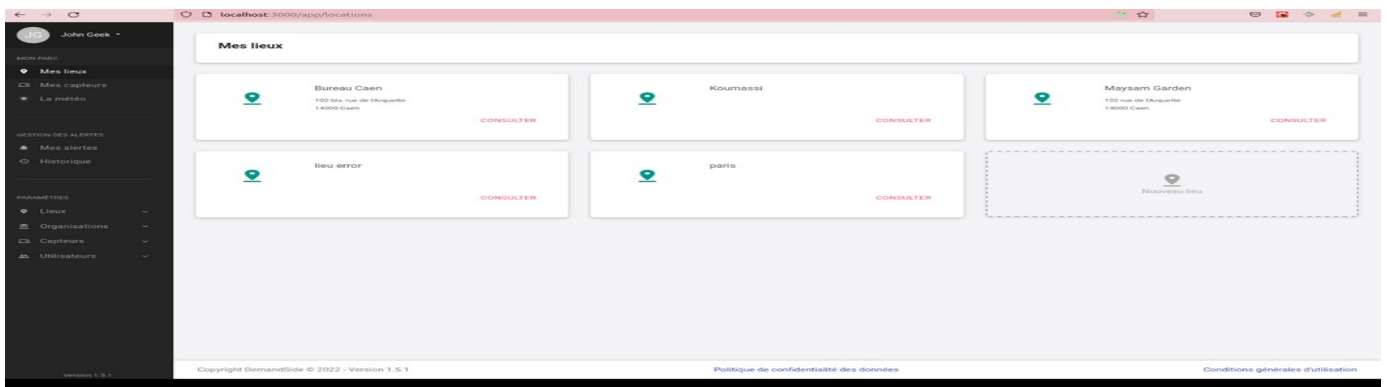 localhost:3000/app/locations
JG John Geek
MON PARC
Mes lieux
Mes capteurs
La météo
GESTION DES ALERTES
Mes alertes
Historique
PARAMÈTRES
Lieux
Organisations
Capteurs
Utilisateurs
Version 1.5.1
Mes lieux
Bureau Caen
102 bis, rue de l'Arquette
14000 Caen
CONSULTER
Koumassi
CONSULTER
Maysam Garden
102 rue de l'Arquette
14000 Caen
CONSULTER
lieu error
CONSULTER
paris
CONSULTER
Nouveau lieu
Copyright DemandSide © 2022 - Version 1.5.1
Politique de confidentialité des données
Conditions générales d'utilisation